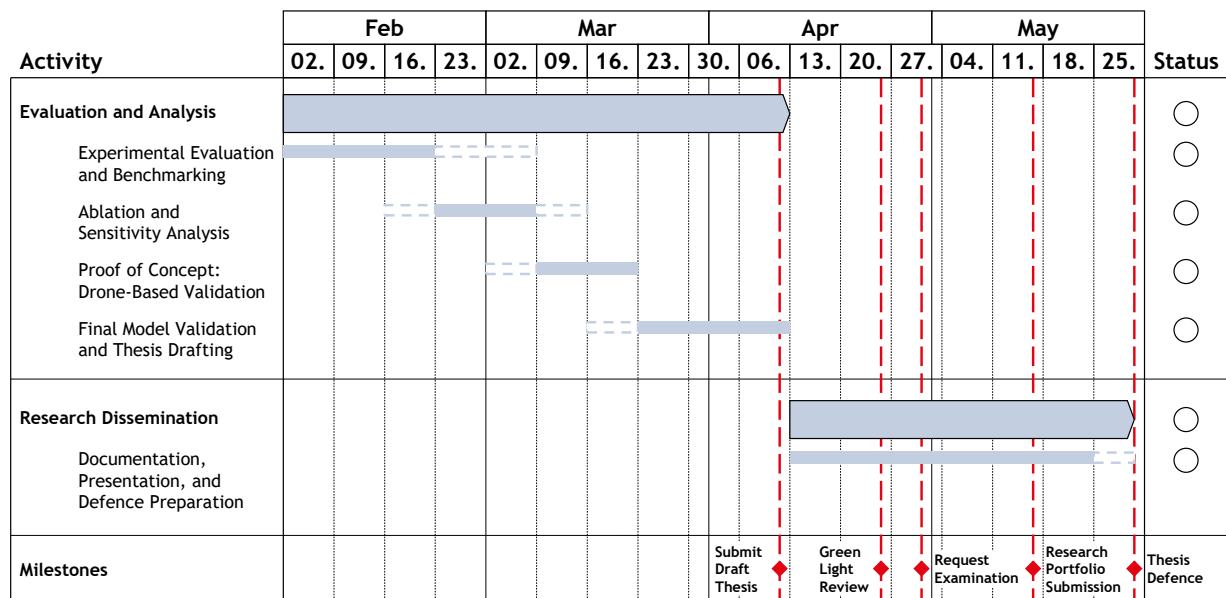 Feb Mar Apr May
Activity 02. 09. 16. 23. 02. 09. 16. 23. 30. 06. 13. 20. 27. 04. 11. 18. 25. Status
Evaluation and Analysis
Experimental Evaluation
and Benchmarking
Ablation and
Sensitivity Analysis
Proof of Concept:
Drone-Based Validation
Final Model Validation
and Thesis Drafting
Research Dissemination
Documentation,
Presentation, and
Defence Preparation
Milestones
Submit
Draft
Thesis
Green
Light
Review
Request
Examination
Research
Portfolio
Submission
Thesis
Defence